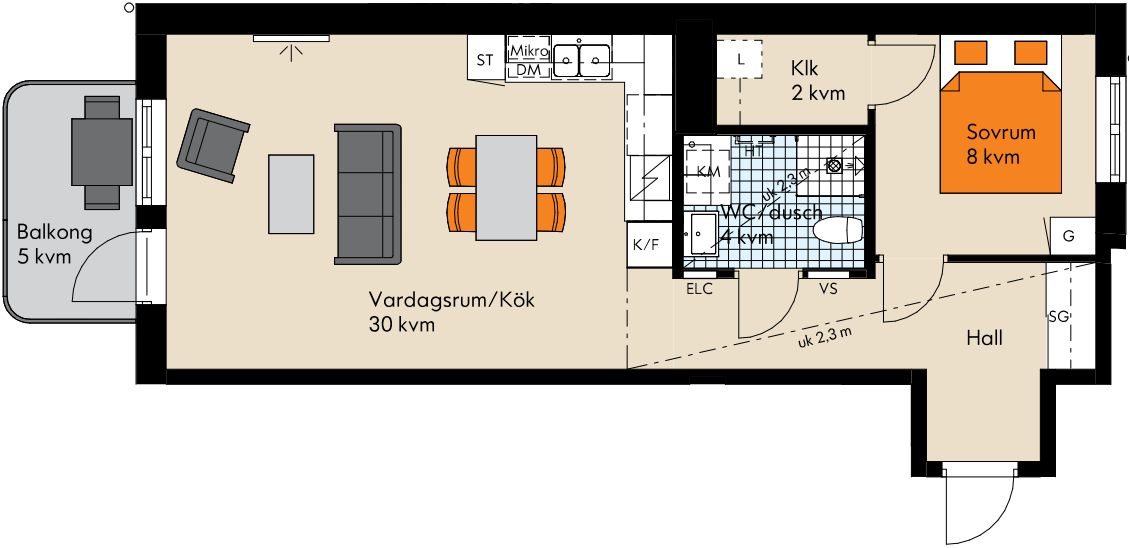 ST
Mikro
DM
L
Klk
2 kvm
Sovrum
8 kvm
HT
KM
uk 2,3 m
WC/dusch
4 kvm
G
Balkong
5 kvm
K/F
ELC
VS
Vardagsrum/Kök
30 kvm
uk 2,3 m
Hall
SG